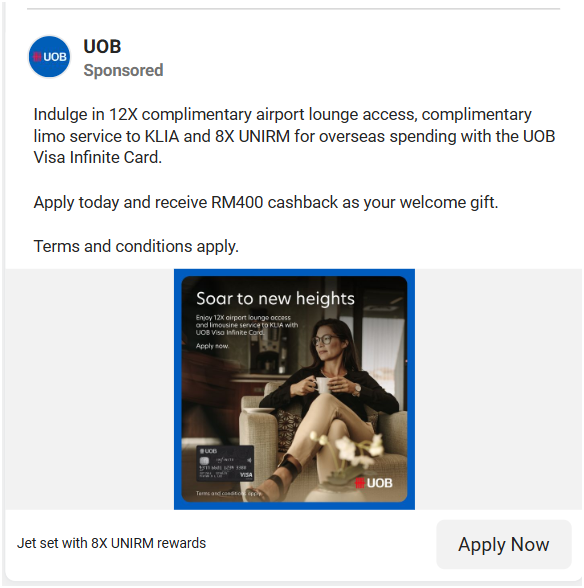 UOB
UOB
Sponsored
Indulge in 12X complimentary airport lounge access, complimentary
limo service to KLIA and 8X UNIRM for overseas spending with the UOB
Visa Infinite Card.
Apply today and receive RM400 cashback as your welcome gift.
Terms and conditions apply.
Soar to new heights
Enjoy 12X airport lounge access
and limousine service to KLIA with
UOB Visa Infinite Card.
Apply now.
UOB
VISA
UOB
Terms and conditions apply.
Jet set with 8X UNIRM rewards
Apply Now